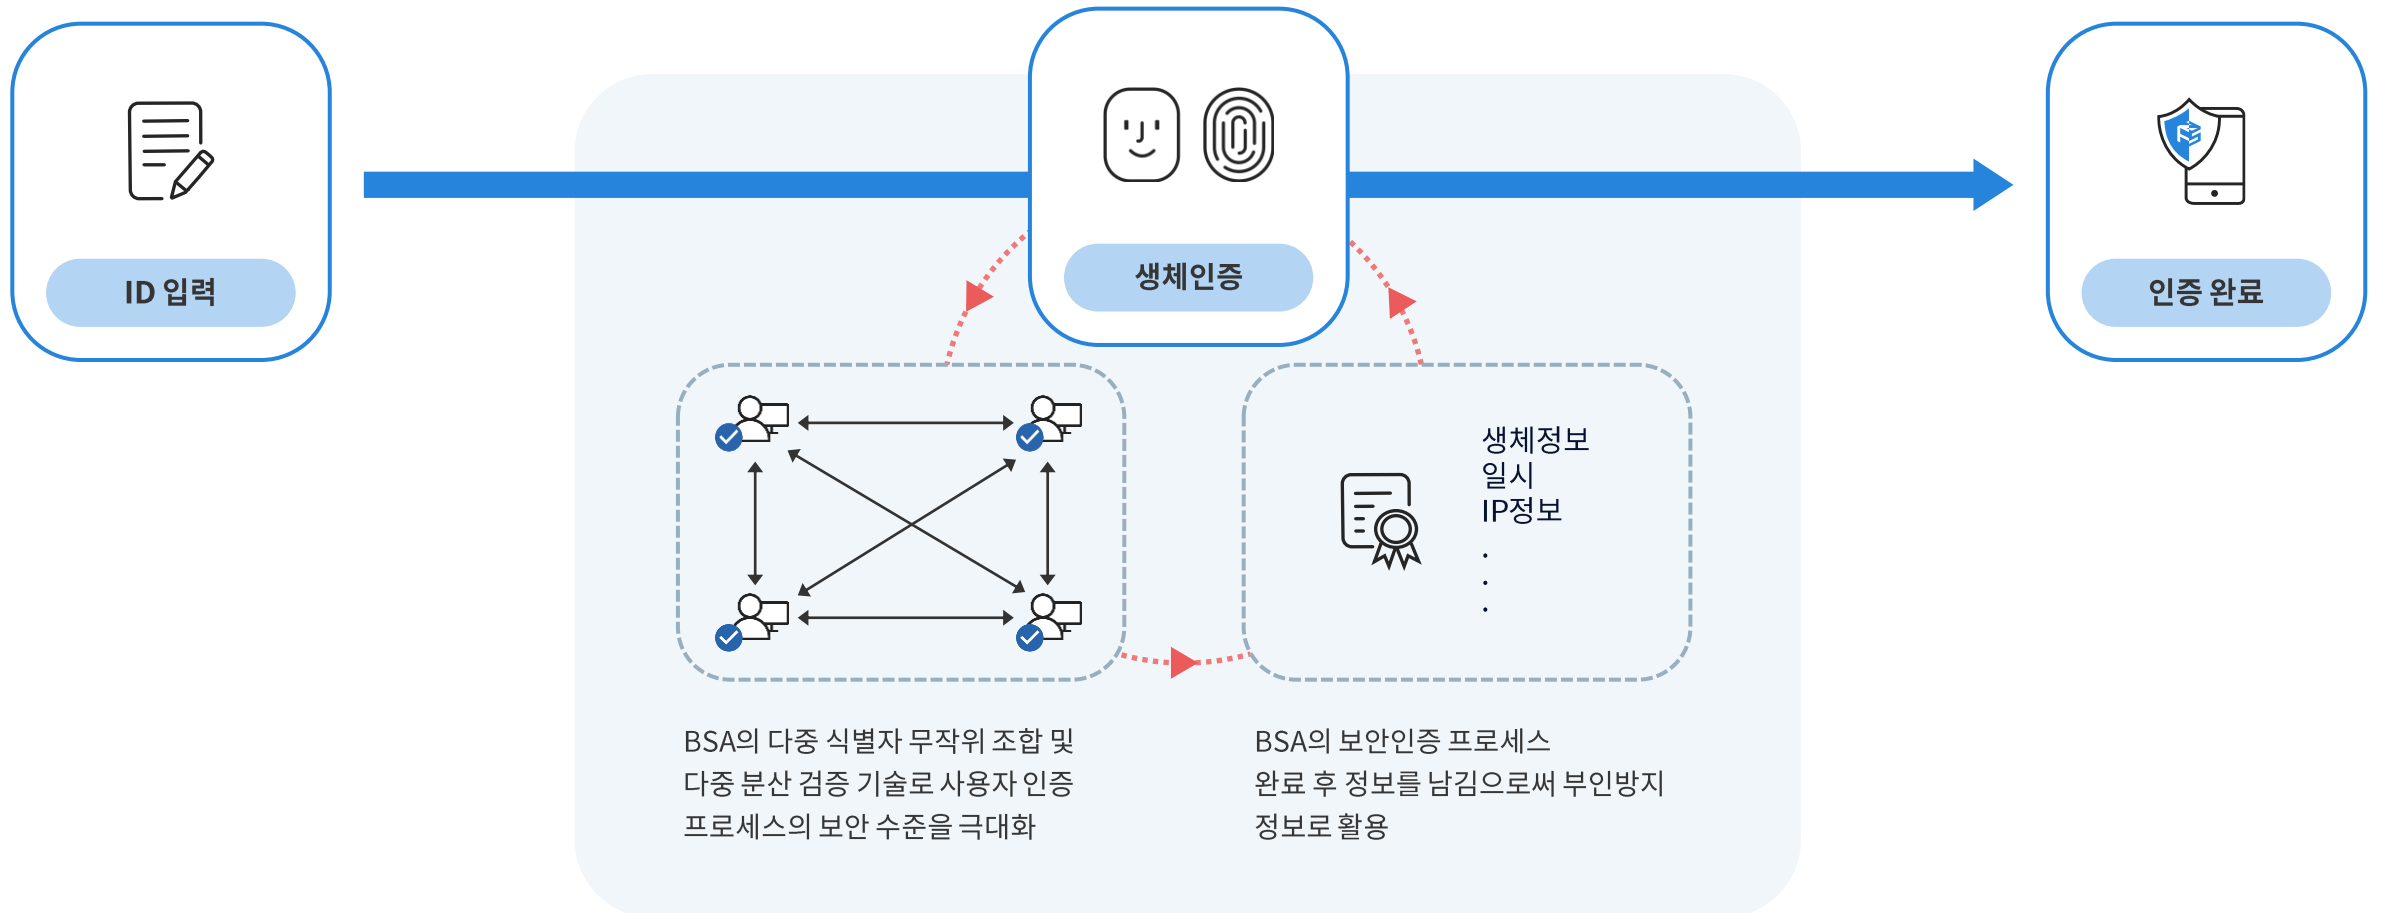 ID 입력
생체인증
인증 완료
생체정보
일시
IP정보
.
.
.
BSA의 다중 식별자 무작위 조합 및
다중 분산 검증 기술로 사용자 인증
프로세스의 보안 수준을 극대화
BSA의 보안인증 프로세스
완료 후 정보를 남김으로써 부인방지
정보로 활용